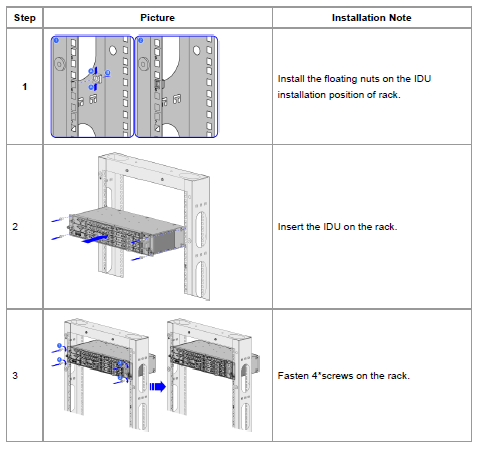 Step Picture Installation Note
1
Install the floating nuts on the IDU
installation position of rack.
2
Insert the IDU on the rack.
3
Fasten 4*screws on the rack.